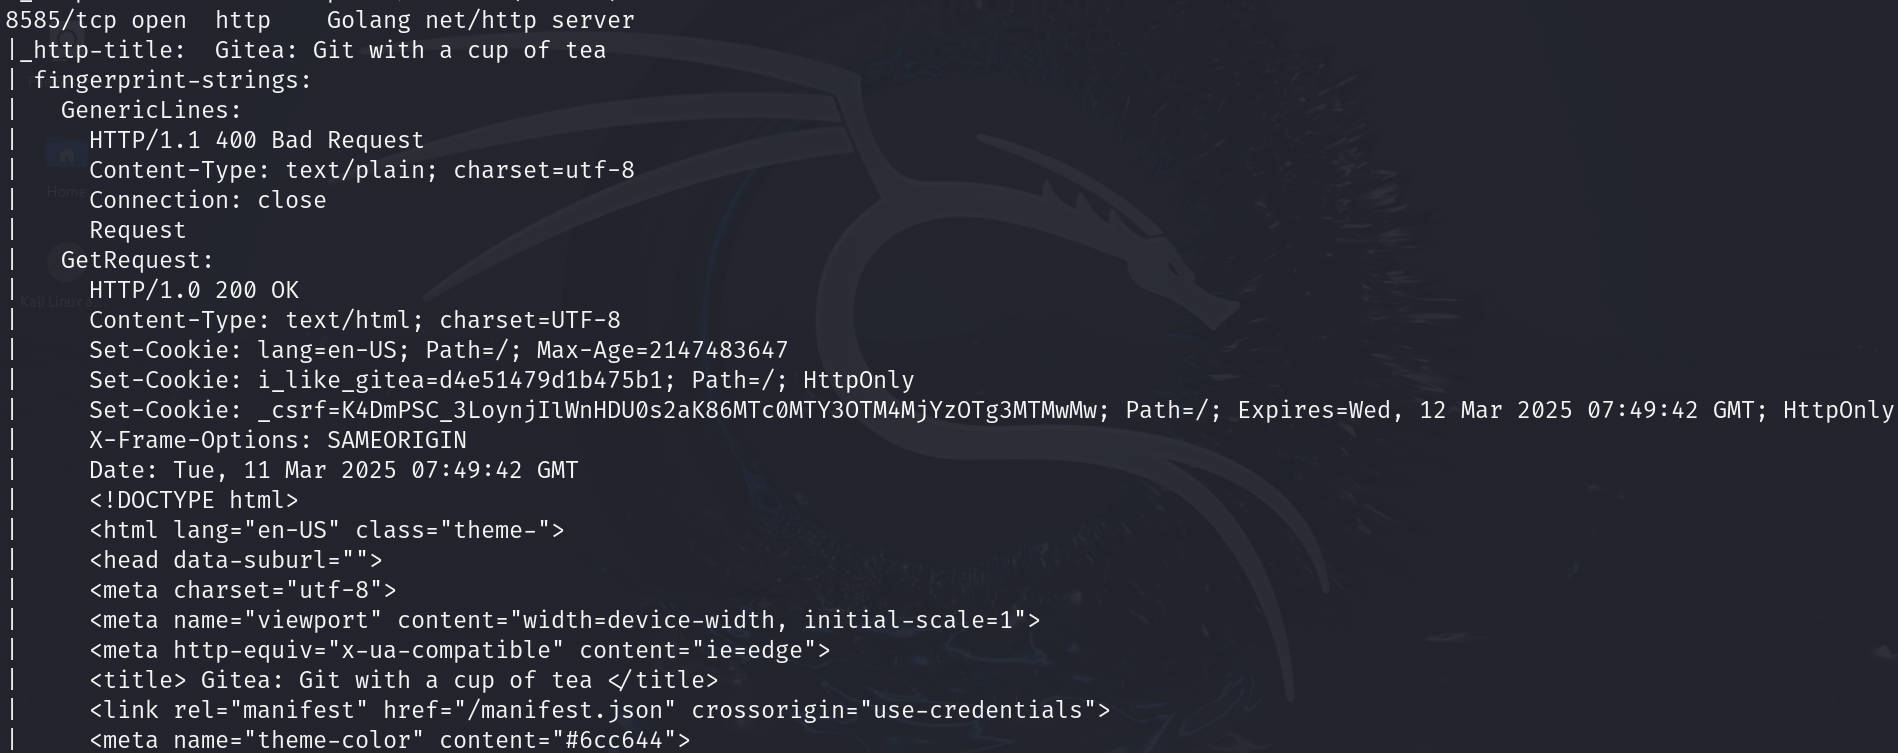 8585/tcp open  http    Golang net/http server
|_http-title:  Gitea: Git with a cup of tea
| fingerprint-strings:
|   GenericLines:
|     HTTP/1.1 400 Bad Request
|     Content-Type: text/plain; charset=utf-8
|     Connection: close
|     Request
|   GetRequest:
|     HTTP/1.0 200 OK
|     Content-Type: text/html; charset=UTF-8
|     Set-Cookie: lang=en-US; Path=/; Max-Age=2147483647
|     Set-Cookie: i_like_gitea=d4e51479d1b475b1; Path=/; HttpOnly
|     Set-Cookie: _csrf=K4DmPSC_3LoynjIlWnHDU0s2aK86MTc0MTY3OTM4MjYzOTg3MTMwMw; Path=/; Expires=Wed, 12 Mar 2025 07:49:42 GMT; HttpOnly
|     X-Frame-Options: SAMEORIGIN
|     Date: Tue, 11 Mar 2025 07:49:42 GMT
|     <!DOCTYPE html>
|     <html lang="en-US" class="theme-">
|     <head data-suburl="">
|     <meta charset="utf-8">
|     <meta name="viewport" content="width=device-width, initial-scale=1">
|     <meta http-equiv="x-ua-compatible" content="ie=edge">
|     <title> Gitea: Git with a cup of tea </title>
|     <link rel="manifest" href="/manifest.json" crossorigin="use-credentials">
|     <meta name="theme-color" content="#6cc644">
Home
Kali Linux